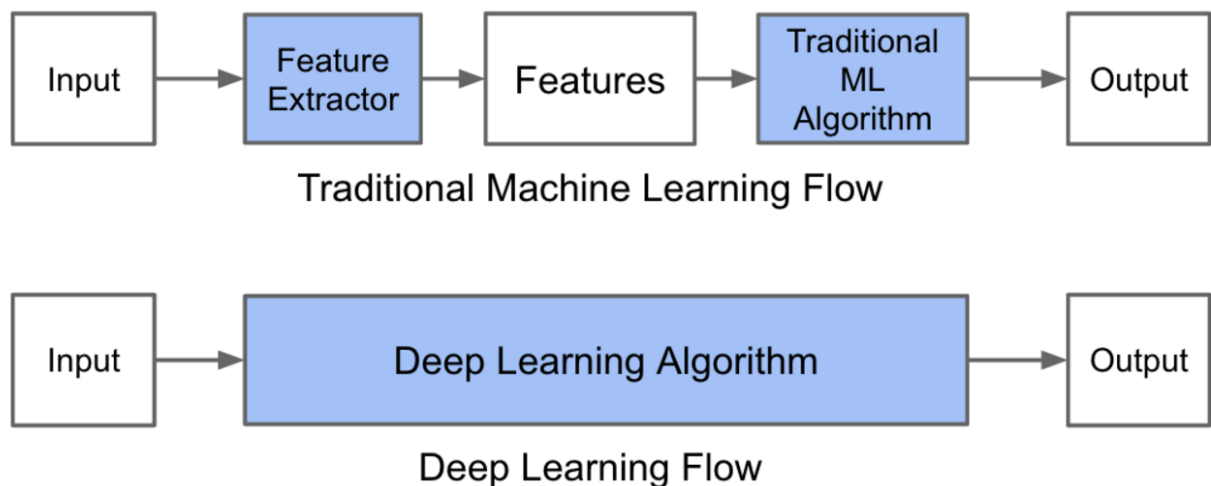 Input
Feature
Extractor
Features
Traditional
ML
Algorithm
Output
Traditional Machine Learning Flow
Input
Deep Learning Algorithm
Output
Deep Learning Flow